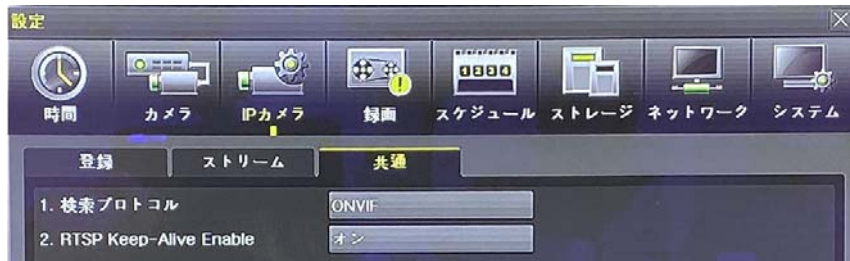 設定
時間 カメラ IPカメラ 録画 スケジュール ストレージ ネットワーク システム
登録 ストリーム 共通
1. 検索プロトコル ONVIF
2. RTSP Keep-Alive Enable オン